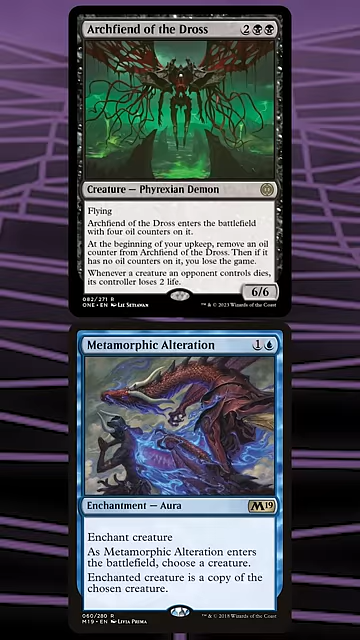 Archfiend of the Dross 2
Creature — Phyrexian Demon
Flying
Archfiend of the Dross enters the battlefield
with four oil counters on it.
At the beginning of your upkeep, remove an oil
counter from Archfiend of the Dross. Then if it
has no oil counters on it, you lose the game.
Whenever a creature an opponent controls dies,
its controller loses 2 life.
6/6
082/271 R
ONE • EN Lie Setiawan ™ & © 2023 Wizards of the Coast
Metamorphic Alteration 1
Enchantment — Aura M19
Enchant creature
As Metamorphic Alteration enters
the battlefield, choose a creature.
Enchanted creature is a copy of the
chosen creature.
060/280 R
M19 • EN Livia Prima ™ & © 2018 Wizards of the Coast